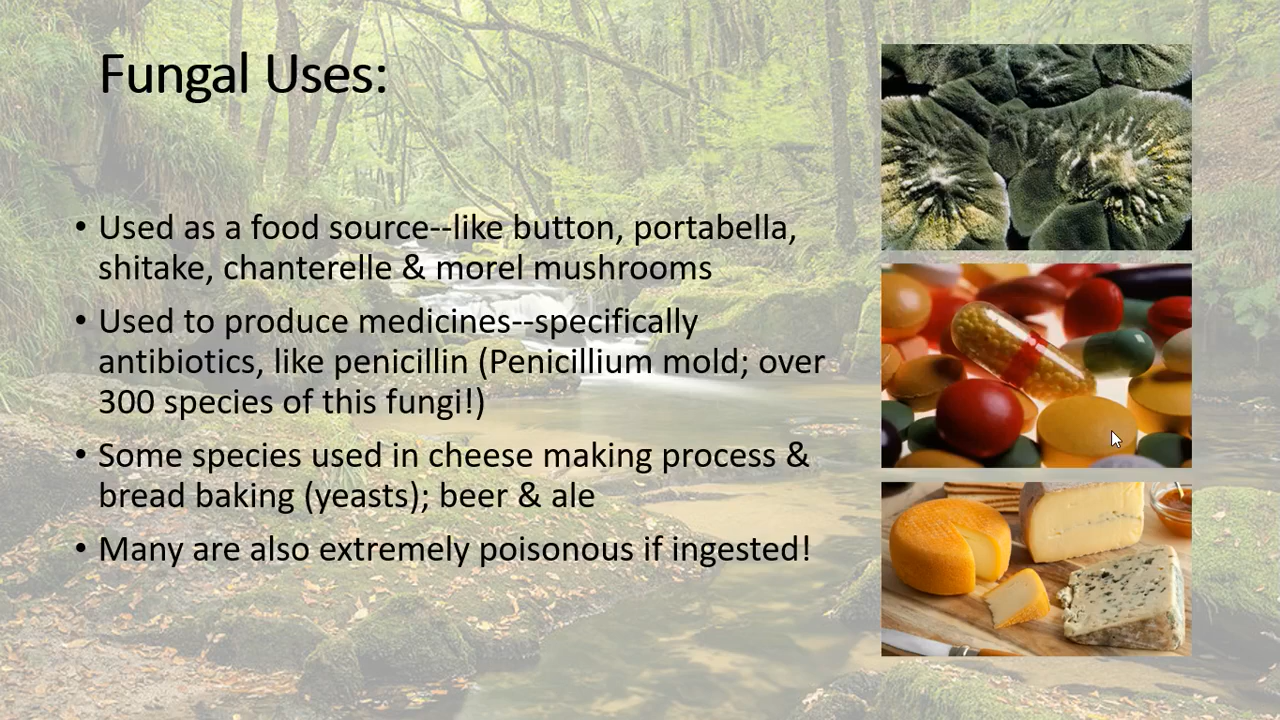 Fungal Uses:
• Used as a food source--like button, portabella,
shitake, chanterelle & morel mushrooms
• Used to produce medicines--specifically
antibiotics, like penicillin (Penicillium mold; over
300 species of this fungi!)
• Some species used in cheese making process &
bread baking (yeasts); beer & ale
• Many are also extremely poisonous if ingested!